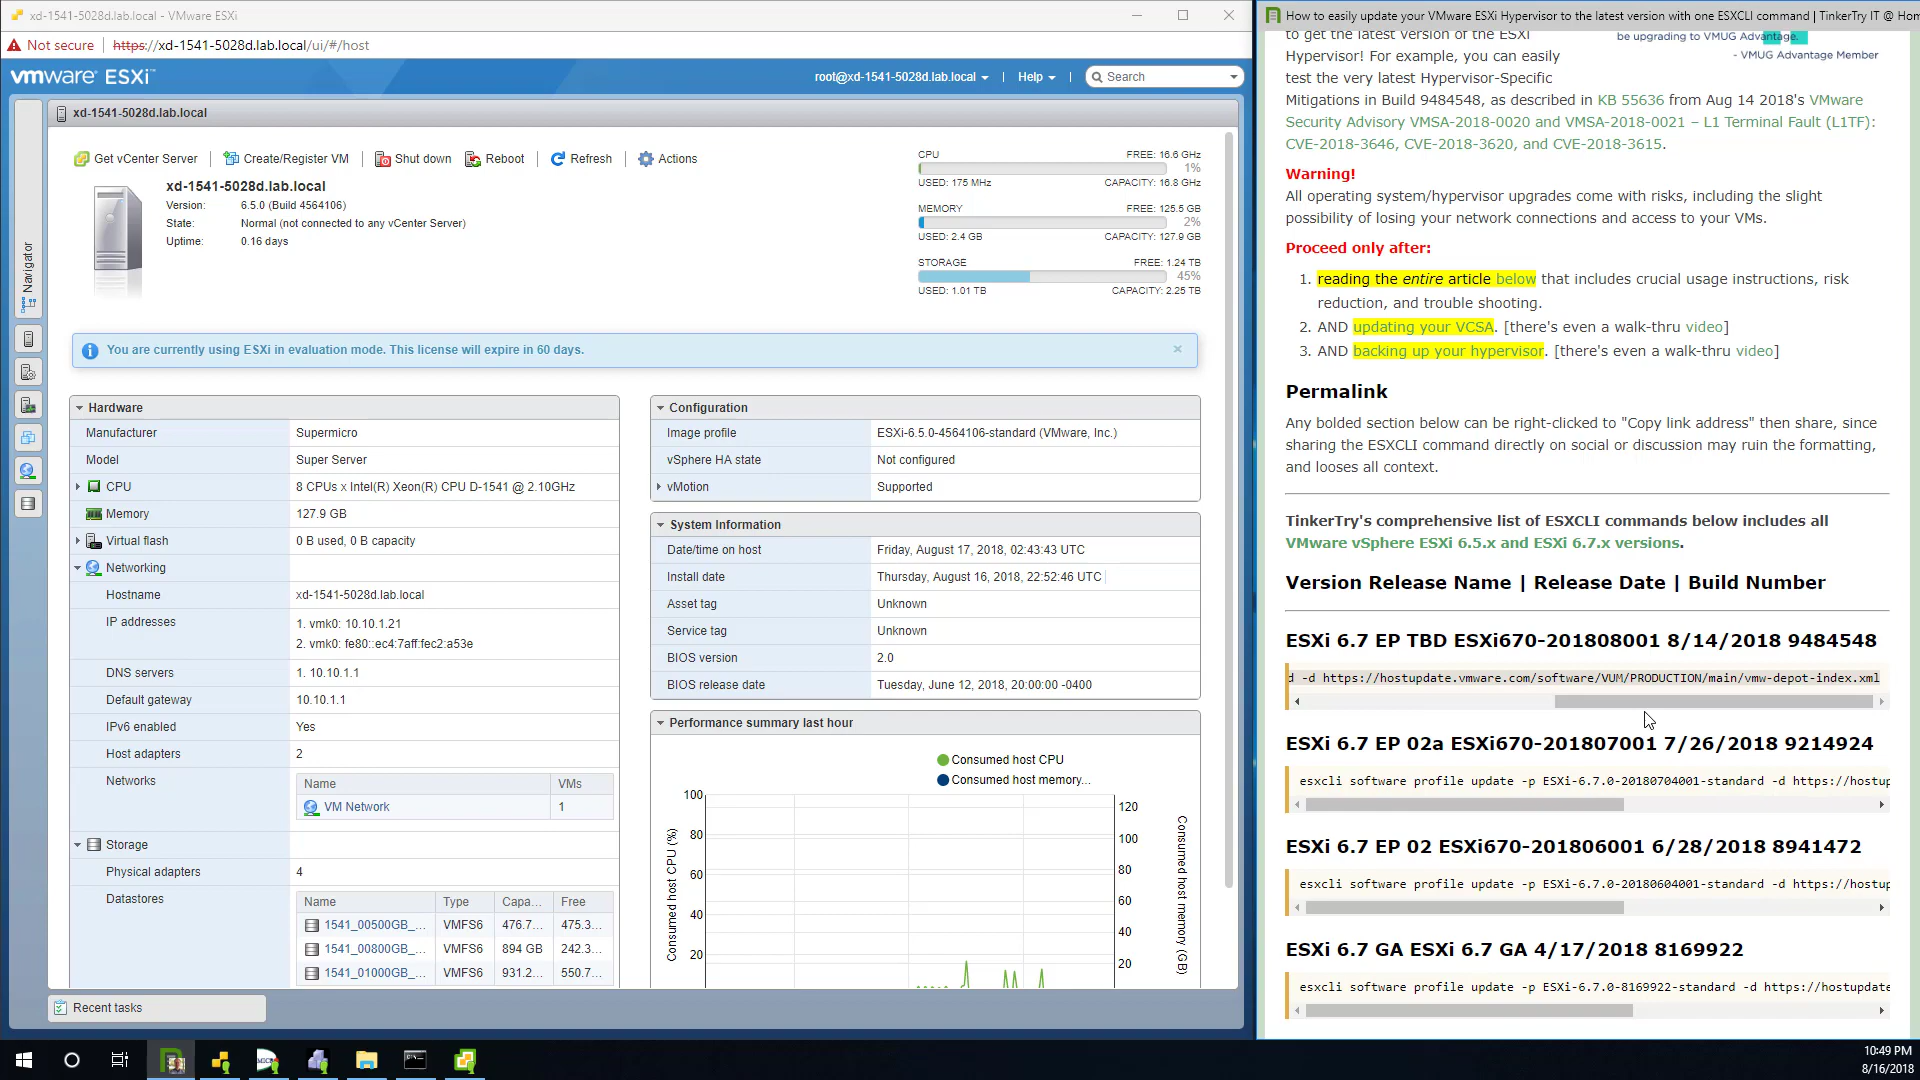 xd-1541-5028d.lab.local - VMware ESXi
Not secure | https://xd-1541-5028d.lab.local/ui/#/host
vmware ESXi™
root@xd-1541-5028d.lab.local | Help | Search
xd-1541-5028d.lab.local
Navigator
Get vCenter Server | Create/Register VM | Shut down Reboot | Refresh | Actions
xd-1541-5028d.lab.local
Version: 6.5.0 (Build 4564106)
State: Normal (not connected to any vCenter Server)
Uptime: 0.16 days
CPU FREE: 16.6 GHz
1%
USED: 175 MHz CAPACITY: 16.8 GHz
MEMORY FREE: 125.5 GB
2%
USED: 2.4 GB CAPACITY: 127.9 GB
STORAGE FREE: 1.24 TB
45%
USED: 1.01 TB CAPACITY: 2.25 TB
You are currently using ESXi in evaluation mode. This license will expire in 60 days.
Hardware
Manufacturer Supermicro
Model Super Server
CPU 8 CPUs x Intel(R) Xeon(R) CPU D-1541 @ 2.10GHz
Memory 127.9 GB
Virtual flash 0 B used, 0 B capacity
Networking
Hostname xd-1541-5028d.lab.local
IP addresses 1. vmk0: 10.10.1.21
2. vmk0: fe80::ec4:7aff:fec2:a53e
DNS servers 1. 10.10.1.1
Default gateway 10.10.1.1
IPv6 enabled Yes
Host adapters 2
Networks Name VMs
VM Network 1
Storage
Physical adapters 4
Datastores Name Type Capa... Free
1541_00500GB_... VMFS6 476.7... 475.3...
1541_00800GB_... VMFS6 894 GB 242.3...
1541_01000GB_... VMFS6 931.2... 550.7...
Configuration
Image profile ESXi-6.5.0-4564106-standard (VMware, Inc.)
vSphere HA state Not configured
vMotion Supported
System Information
Date/time on host Friday, August 17, 2018, 02:43:43 UTC
Install date Thursday, August 16, 2018, 22:52:46 UTC
Asset tag Unknown
Service tag Unknown
BIOS version 2.0
BIOS release date Tuesday, June 12, 2018, 20:00:00 -0400
Performance summary last hour
Consumed host CPU
Consumed host memory...
Consumed host CPU (%)
100
80
60
40
20
120
100
80
60
40
20
Consumed host memory (GB)
Recent tasks
How to easily update your VMware ESXi Hypervisor to the latest version with one ESXCLI command | TinkerTry IT @ Hom
to get the latest version of the ESXi
Hypervisor! For example, you can easily
test the very latest Hypervisor-Specific
be upgrading to VMUG Advantage.
- VMUG Advantage Member
Mitigations in Build 9484548, as described in KB 55636 from Aug 14 2018's VMware
Security Advisory VMSA-2018-0020 and VMSA-2018-0021 – L1 Terminal Fault (L1TF):
CVE-2018-3646, CVE-2018-3620, and CVE-2018-3615.
Warning!
All operating system/hypervisor upgrades come with risks, including the slight
possibility of losing your network connections and access to your VMs.
Proceed only after:
1. reading the entire article below that includes crucial usage instructions, risk
reduction, and trouble shooting.
2. AND updating your VCSA. [there's even a walk-thru video]
3. AND backing up your hypervisor. [there's even a walk-thru video]
Permalink
Any bolded section below can be right-clicked to "Copy link address" then share, since
sharing the ESXCLI command directly on social or discussion may ruin the formatting,
and looses all context.
TinkerTry's comprehensive list of ESXCLI commands below includes all
VMware vSphere ESXi 6.5.x and ESXi 6.7.x versions.
Version Release Name | Release Date | Build Number
ESXi 6.7 EP TBD ESXi670-201808001 8/14/2018 9484548
d -d https://hostupdate.vmware.com/software/VUM/PRODUCTION/main/vmw-depot-index.xml
ESXi 6.7 EP 02a ESXi670-201807001 7/26/2018 9214924
esxcli software profile update -p ESXi-6.7.0-20180704001-standard -d https://hostup
ESXi 6.7 EP 02 ESXi670-201806001 6/28/2018 8941472
esxcli software profile update -p ESXi-6.7.0-20180604001-standard -d https://hostup
ESXi 6.7 GA ESXi 6.7 GA 4/17/2018 8169922
esxcli software profile update -p ESXi-6.7.0-8169922-standard -d https://hostupdate
10:49 PM
8/16/2018